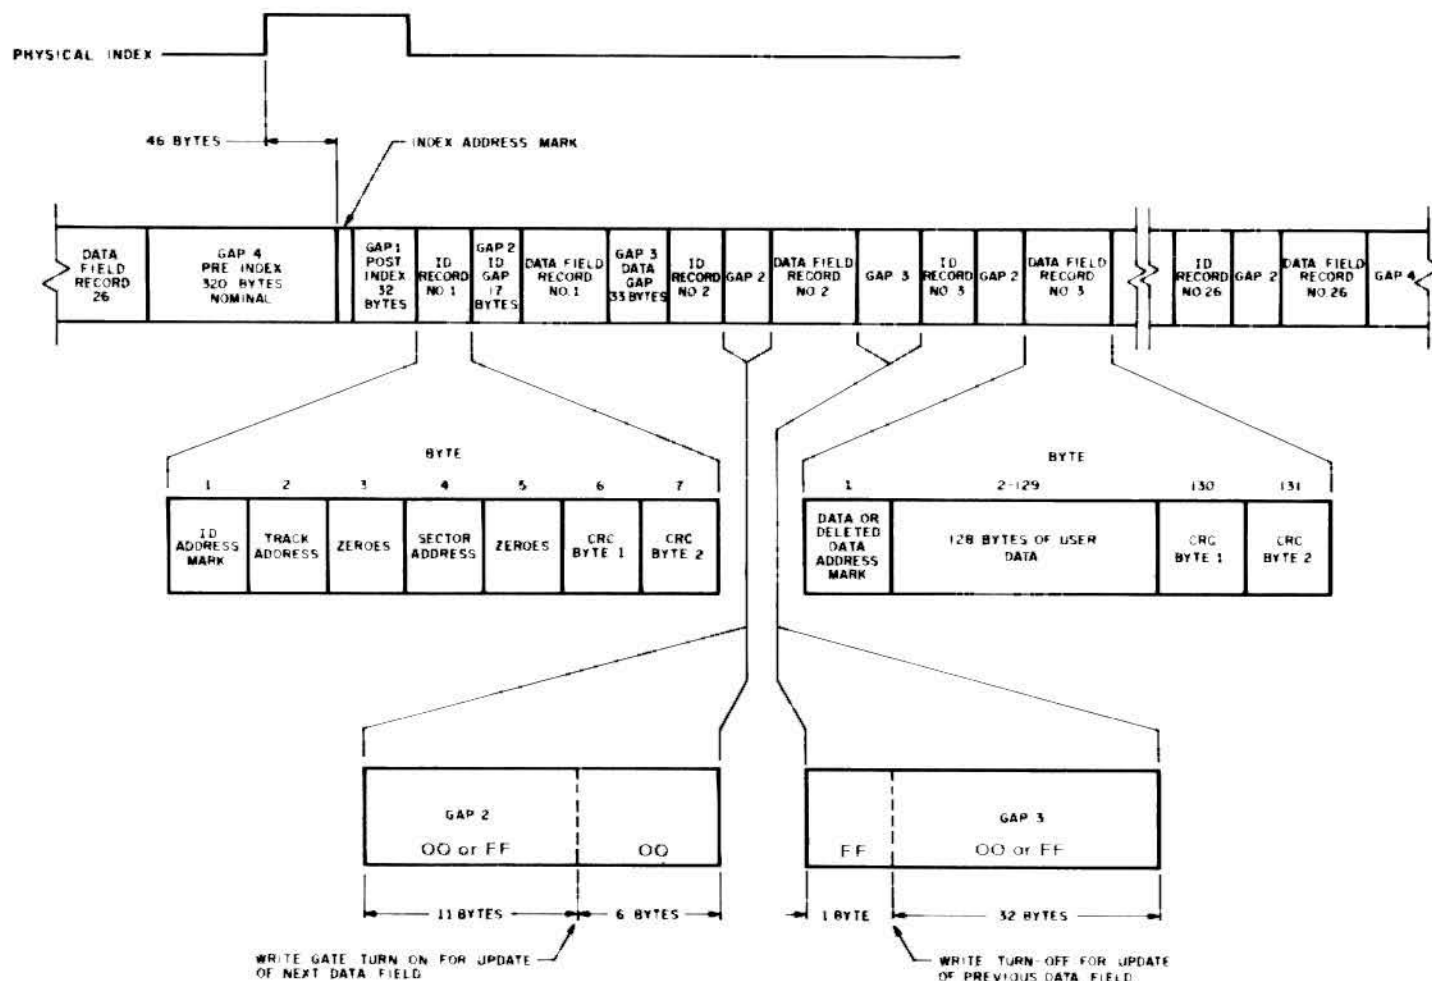 PHYSICAL INDEX
46 BYTES
INDEX ADDRESS MARK
DATA
FIELD
RECORD
26
GAP 4
PRE INDEX
320 BYTES
NOMINAL
GAP 1
POST
INDEX
32
BYTES
ID
RECORD
NO. 1
GAP 2
ID
GAP
17
BYTES
DATA FIELD
RECORD
NO. 1
GAP 3
DATA
GAP
33 BYTES
ID
RECORD
NO. 2
GAP 2
DATA FIELD
RECORD
NO. 2
GAP 3
ID
RECORD
NO. 3
GAP 2
DATA FIELD
RECORD
NO. 3
ID
RECORD
NO. 26
GAP 2
DATA FIELD
RECORD
NO. 26
GAP 4
BYTE
1 2 3 4 5 6 7
ID
ADDRESS
MARK
TRACK
ADDRESS
ZEROES
SECTOR
ADDRESS
ZEROES
CRC
BYTE 1
CRC
BYTE 2
BYTE
1 2-129 130 131
DATA OR
DELETED
DATA
ADDRESS
MARK
128 BYTES OF USER
DATA
CRC
BYTE 1
CRC
BYTE 2
GAP 2
00 or FF
00
11 BYTES
6 BYTES
WRITE GATE TURN ON FOR UPDATE
OF NEXT DATA FIELD
FF
GAP 3
00 or FF
1 BYTE
32 BYTES
WRITE TURN-OFF FOR UPDATE
OF PREVIOUS DATA FIELD